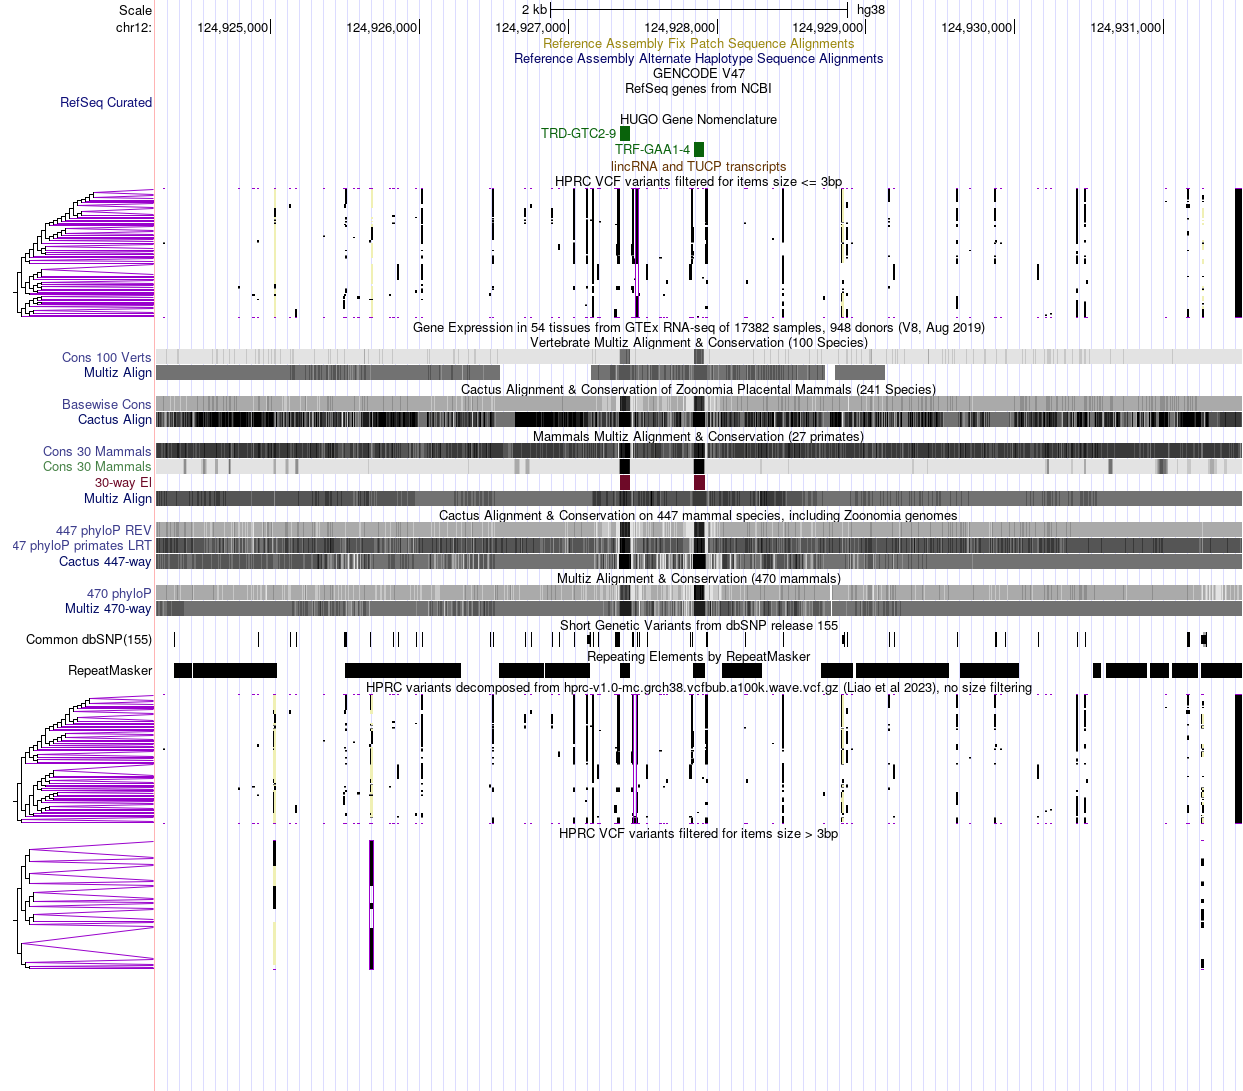 Scale 2 kb hg38
chr12: 124,925,000 124,926,000 124,927,000 124,928,000 124,929,000 124,930,000 124,931,000
Reference Assembly Fix Patch Sequence Alignments
Reference Assembly Alternate Haplotype Sequence Alignments
GENCODE V47
RefSeq genes from NCBI
RefSeq Curated
HUGO Gene Nomenclature
TRD-GTC2-9
TRF-GAA1-4
lincRNA and TUCP transcripts
HPRC VCF variants filtered for items size <= 3bp
Gene Expression in 54 tissues from GTEx RNA-seq of 17382 samples, 948 donors (V8, Aug 2019)
Vertebrate Multiz Alignment & Conservation (100 Species)
Cons 100 Verts
Multiz Align
Cactus Alignment & Conservation of Zoonomia Placental Mammals (241 Species)
Basewise Cons
Cactus Align
Mammals Multiz Alignment & Conservation (27 primates)
Cons 30 Mammals
Cons 30 Mammals
30-way El
Multiz Align
Cactus Alignment & Conservation on 447 mammal species, including Zoonomia genomes
447 phyloP REV
47 phyloP primates LRT
Cactus 447-way
Multiz Alignment & Conservation (470 mammals)
470 phyloP
Multiz 470-way
Short Genetic Variants from dbSNP release 155
Common dbSNP(155)
Repeating Elements by RepeatMasker
RepeatMasker
HPRC variants decomposed from hprc-v1.0-mc.grch38.vcfbub.a100k.wave.vcf.gz (Liao et al 2023), no size filtering
HPRC VCF variants filtered for items size > 3bp